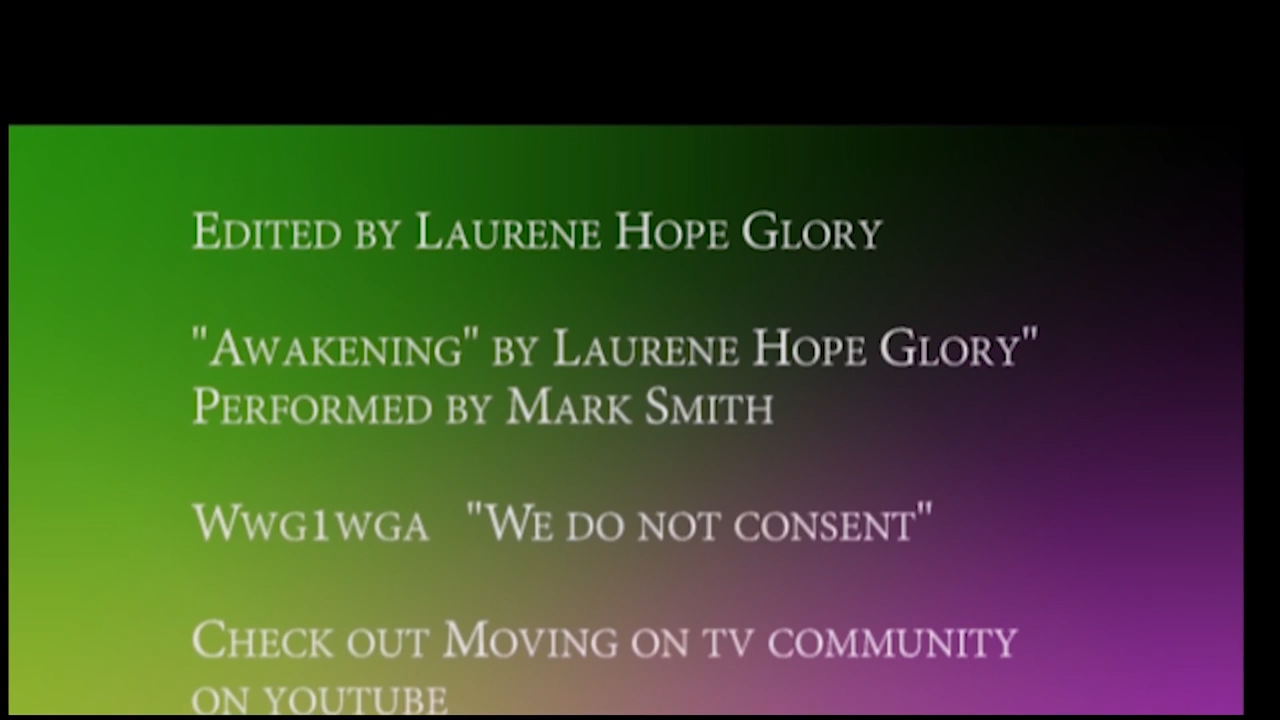 Edited by Laurene Hope Glory
"Awakening" by Laurene Hope Glory"
Performed by Mark Smith
Wwg1wga "We do not consent"
Check out Moving on tv community
on youtube